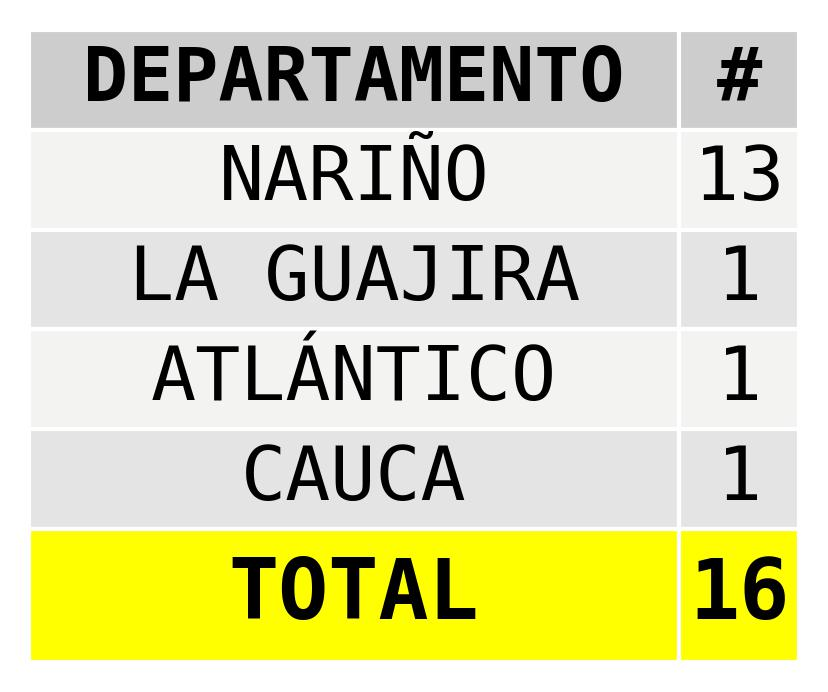 DEPARTAMENTO #
NARIÑO 13
LA GUAJIRA 1
ATLÁNTICO 1
CAUCA 1
TOTAL 16